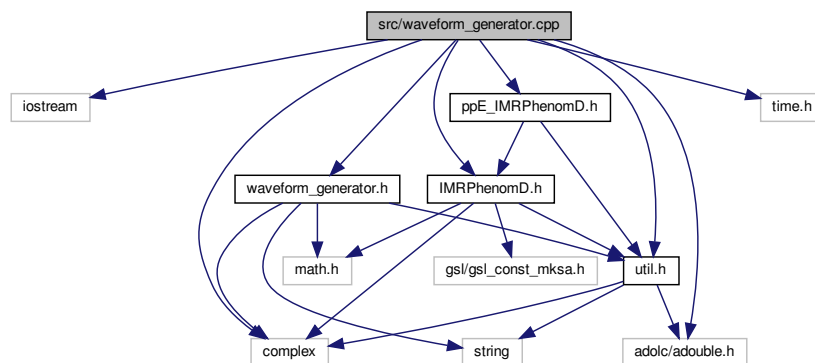 src/waveform_generator.cpp
iostream
ppE_IMRPhenomD.h
time.h
waveform_generator.h
IMRPhenomD.h
math.h
gsl/gsl_const_mksa.h
util.h
complex
string
adolc/adouble.h